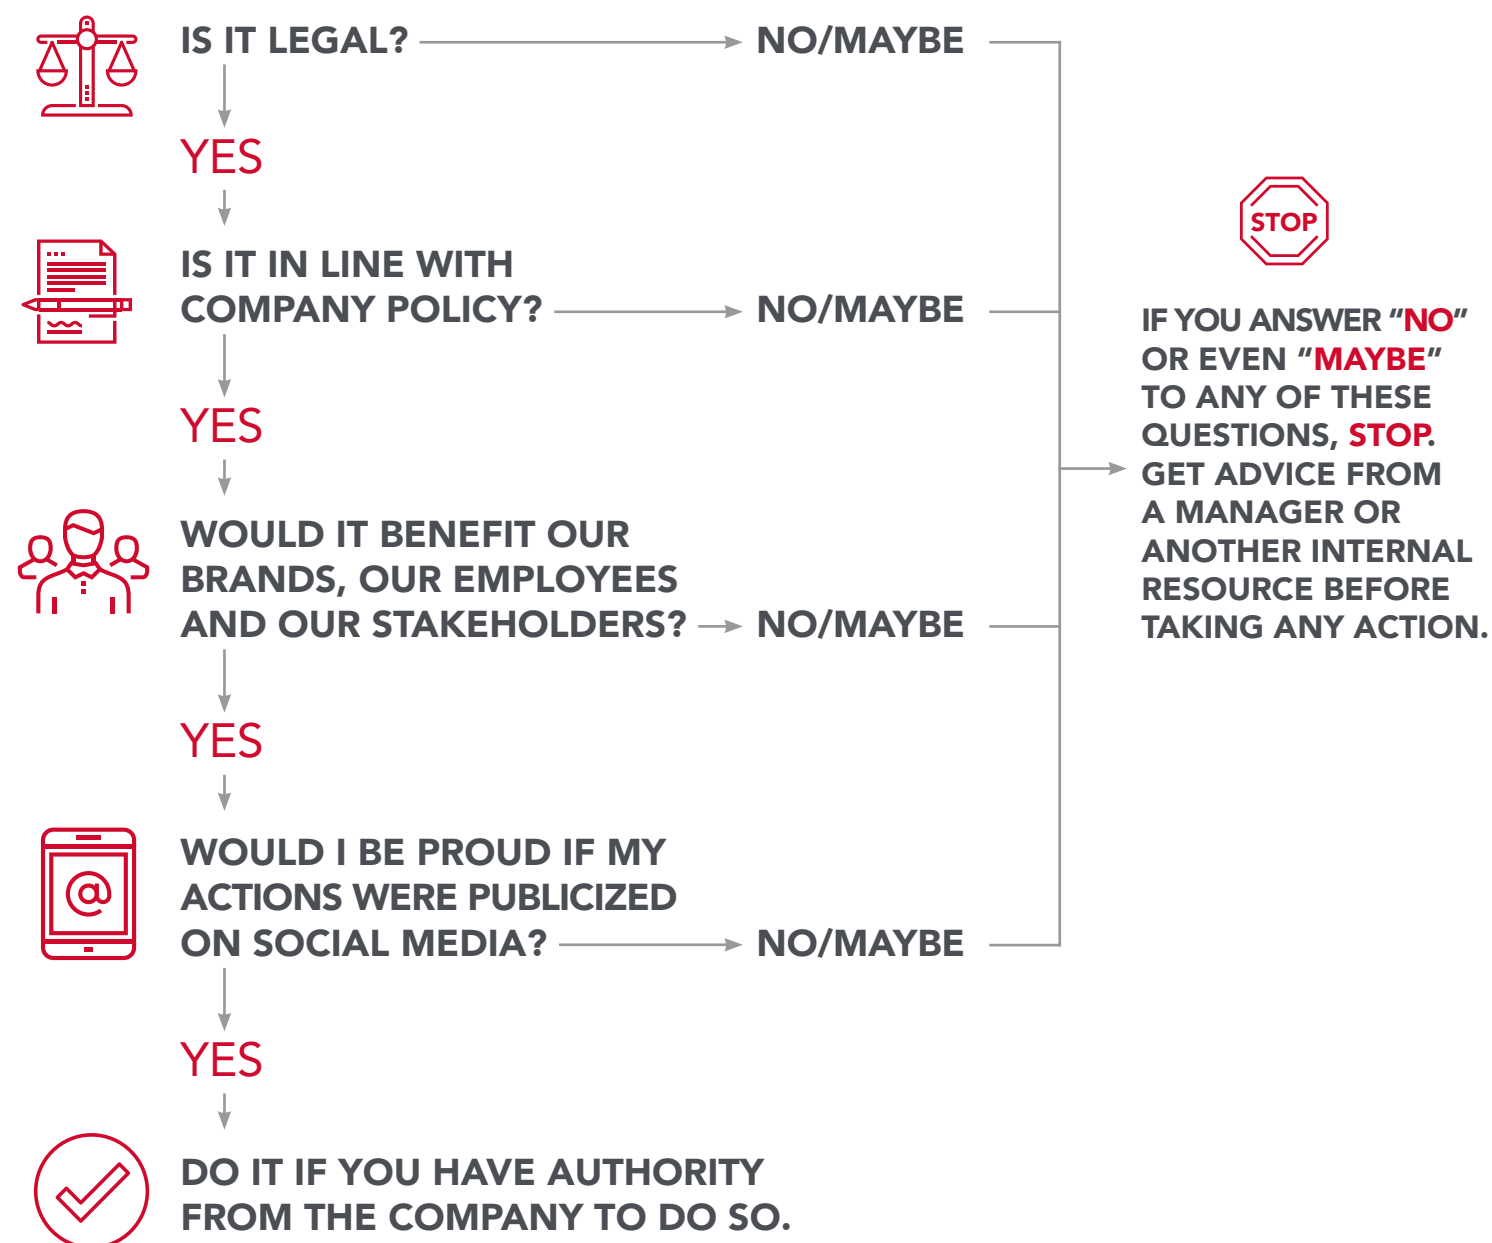 IS IT LEGAL?
NO/MAYBE
YES
IS IT IN LINE WITH
COMPANY POLICY?
NO/MAYBE
YES
WOULD IT BENEFIT OUR
BRANDS, OUR EMPLOYEES
AND OUR STAKEHOLDERS?
NO/MAYBE
YES
@
WOULD I BE PROUD IF MY
ACTIONS WERE PUBLICIZED
ON SOCIAL MEDIA?
NO/MAYBE
YES
DO IT IF YOU HAVE AUTHORITY
FROM THE COMPANY TO DO SO.
STOP
IF YOU ANSWER “NO”
OR EVEN “MAYBE”
TO ANY OF THESE
QUESTIONS, STOP.
GET ADVICE FROM
A MANAGER OR
ANOTHER INTERNAL
RESOURCE BEFORE
TAKING ANY ACTION.